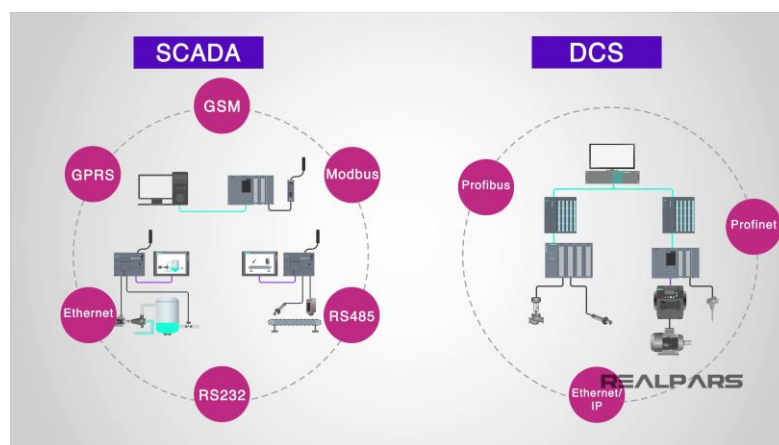 SCADA
DCS
GSM
GPRS
Modbus
Ethernet
RS485
RS232
Profibus
Profinet
Ethernet/
IP
REALPARS